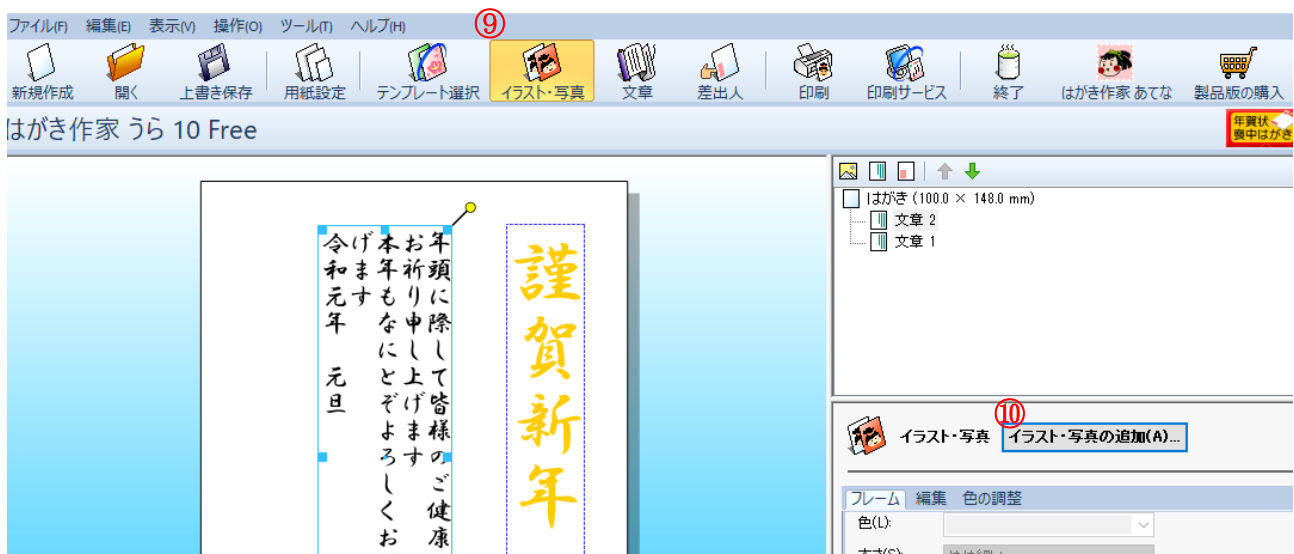 ファイル(F) 編集(E) 表示(V) 操作(O) ツール(T) ヘルプ(H)
⑨
新規作成 開く 上書き保存 用紙設定 テンプレート選択 イラスト・写真 文章 差出人 印刷 印刷サービス 終了 はがき作家 あてな 製品版の購入
はがき作家 うら 10 Free
年賀状
喪中はがき
謹賀新年
年頭に際して皆様のご健康
お祈り申し上げます
本年もなにとぞよろしくお
げます
令和元年 元旦
はがき (100.0 × 148.0 mm)
文章 2
文章 1
⑩
イラスト・写真 イラスト・写真の追加(A)...
フレーム 編集 色の調整
色(L):
太さ(S):